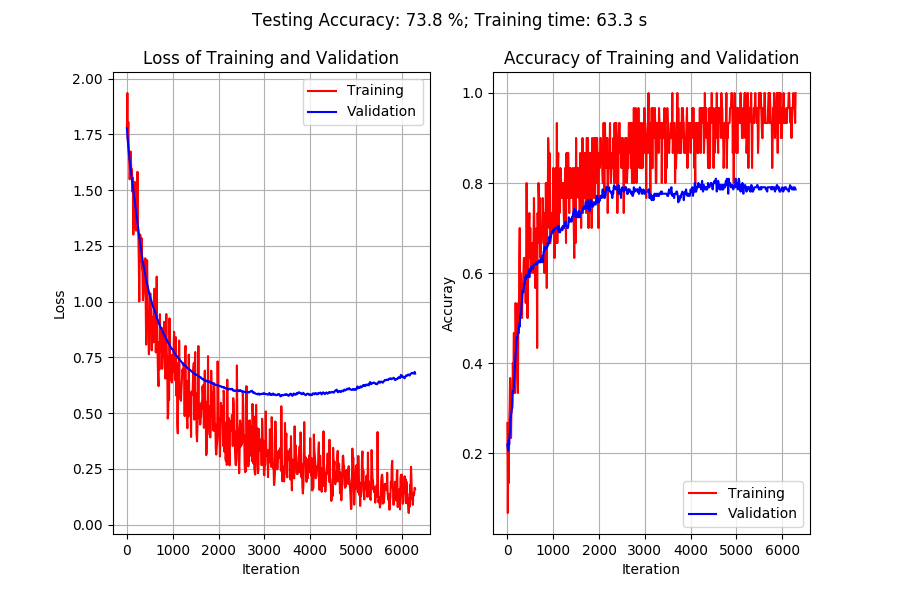 Testing Accuracy: 73.8 %; Training time: 63.3 s
Loss of Training and Validation
2.00
1.75
1.50
1.25
1.00
0.75
0.50
0.25
0.00
Loss
Training
Validation
0 1000 2000 3000 4000 5000 6000
Iteration
Accuracy of Training and Validation
1.0
0.8
0.6
0.4
0.2
Accuray
Training
Validation
0 1000 2000 3000 4000 5000 6000
Iteration